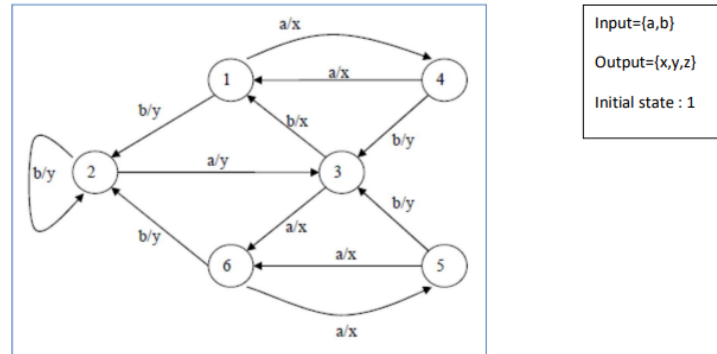 a/x
1
a/x
4
b/y
b/x
b/y
b/y
2
a/y
3
b/y
b/y
a/x
6
a/x
5
a/x
Input={a,b}
Output={x,y,z}
Initial state : 1